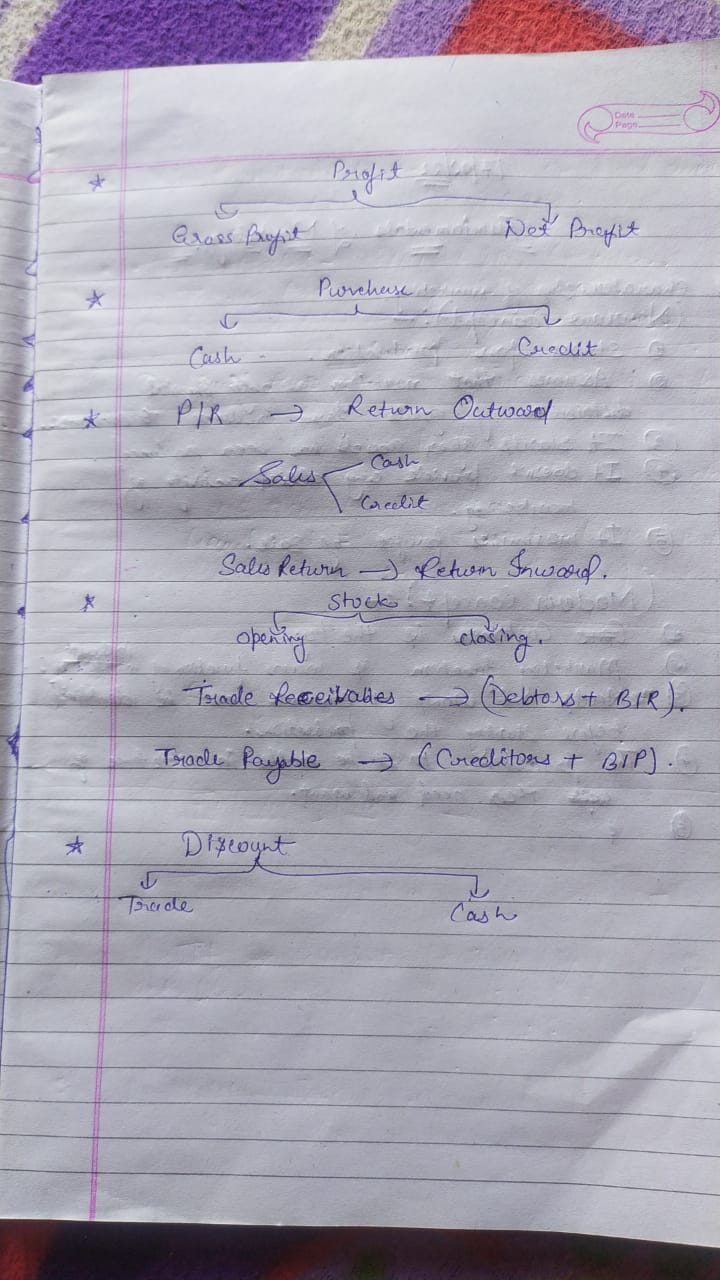 Date
Page
Profit
Gross Profit Net Profit
Purchase
Cash Credit
P/R → Return Outward
Sales Cash
Credit
Sales Return → Return Inward.
Stock
opening closing.
Trade Receivables → (Debtors + B/R).
Trade Payable → (Creditors + B/P).
Discount
Trade Cash